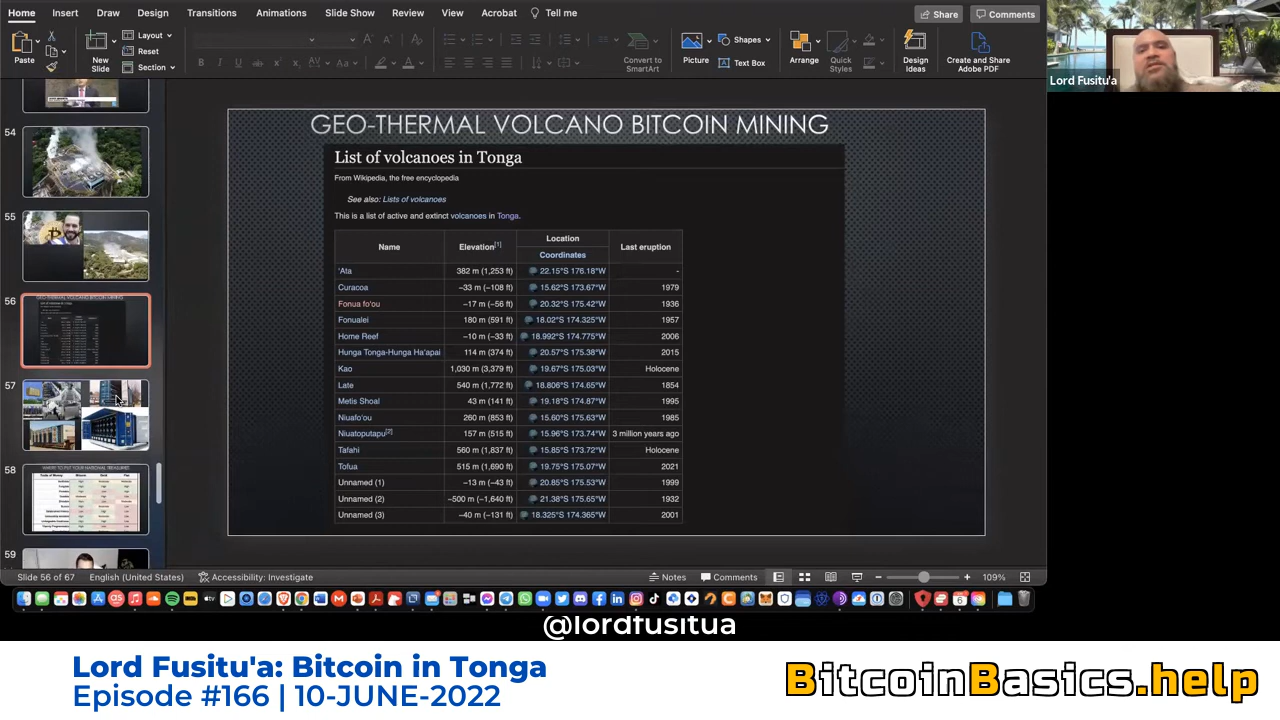 Home Insert Draw Design Transitions Animations Slide Show Review View Acrobat Tell me
Share Comments
Paste
New Slide
Layout
Reset
Section
Convert to SmartArt
Picture
Shapes
Text Box
Arrange
Quick Styles
Design Ideas
Create and Share Adobe PDF
Lord Fusitu'a
54
55
56
57
58
59
GEO-THERMAL VOLCANO BITCOIN MINING
List of volcanoes in Tonga
From Wikipedia, the free encyclopedia
See also: Lists of volcanoes
This is a list of active and extinct volcanoes in Tonga.
Name Elevation[1] Location Last eruption
Coordinates
ʻAta 382 m (1,253 ft) 22.15°S 176.18°W -
Curacoa −33 m (−108 ft) 15.62°S 173.67°W 1979
Fonua fo'ou −17 m (−56 ft) 20.32°S 175.42°W 1936
Fonualei 180 m (591 ft) 18.02°S 174.325°W 1957
Home Reef −10 m (−33 ft) 18.992°S 174.775°W 2006
Hunga Tonga-Hunga Ha'apai 114 m (374 ft) 20.57°S 175.38°W 2015
Kao 1,030 m (3,379 ft) 19.67°S 175.03°W Holocene
Late 540 m (1,772 ft) 18.806°S 174.65°W 1854
Metis Shoal 43 m (141 ft) 19.18°S 174.87°W 1995
Niuafo'ou 260 m (853 ft) 15.60°S 175.63°W 1985
Niuatoputapu[2] 157 m (515 ft) 15.96°S 173.74°W 3 million years ago
Tafahi 560 m (1,837 ft) 15.85°S 173.72°W Holocene
Tofua 515 m (1,690 ft) 19.75°S 175.07°W 2021
Unnamed (1) −13 m (−43 ft) 20.85°S 175.53°W 1999
Unnamed (2) −500 m (−1,640 ft) 21.38°S 175.65°W 1932
Unnamed (3) −40 m (−131 ft) 18.325°S 174.365°W 2001
Slide 56 of 67 English (United States) Accessibility: Investigate Notes Comments 109%
@lordfusitua
Lord Fusitu'a: Bitcoin in Tonga
Episode #166 | 10-JUNE-2022
BitcoinBasics.help